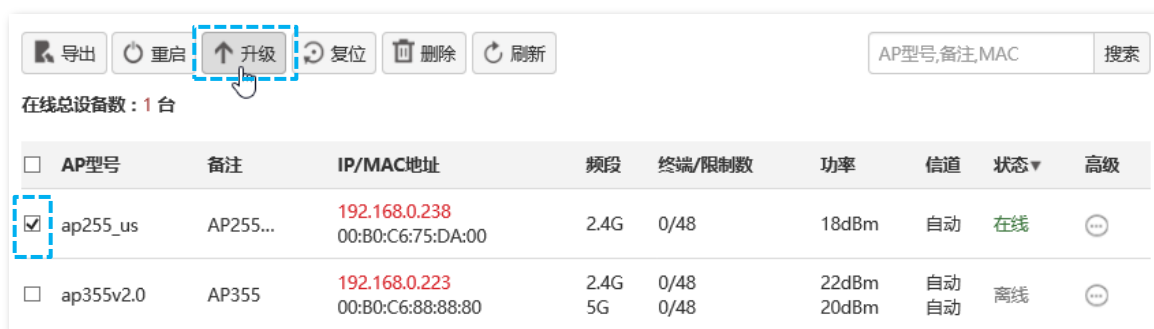 导出 重启 升级 复位 删除 刷新 AP型号,备注,MAC 搜索
在线总设备数：1 台
AP型号 备注 IP/MAC地址 频段 终端/限制数 功率 信道 状态▼ 高级
ap255_us AP255... 192.168.0.238 2.4G 0/48 18dBm 自动 在线
00:B0:C6:75:DA:00
ap355v2.0 AP355 192.168.0.223 2.4G 0/48 22dBm 自动 离线
00:B0:C6:88:88:80 5G 0/48 20dBm 自动